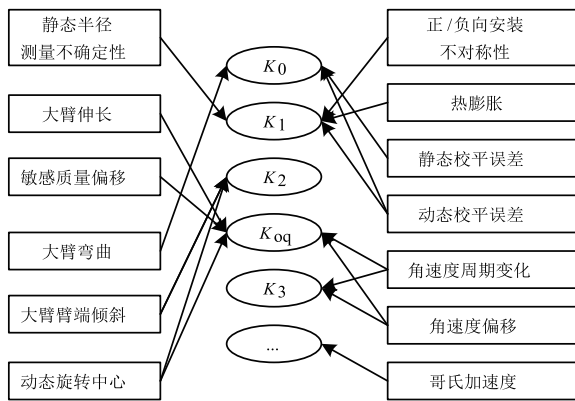 静态半径
测量不确定性
大臂伸长
敏感质量偏移
大臂弯曲
大臂臂端倾斜
动态旋转中心
K0
K1
K2
Koq
K3
...
正/负向安装
不对称性
热膨胀
静态校平误差
动态校平误差
角速度周期变化
角速度偏移
哥氏加速度